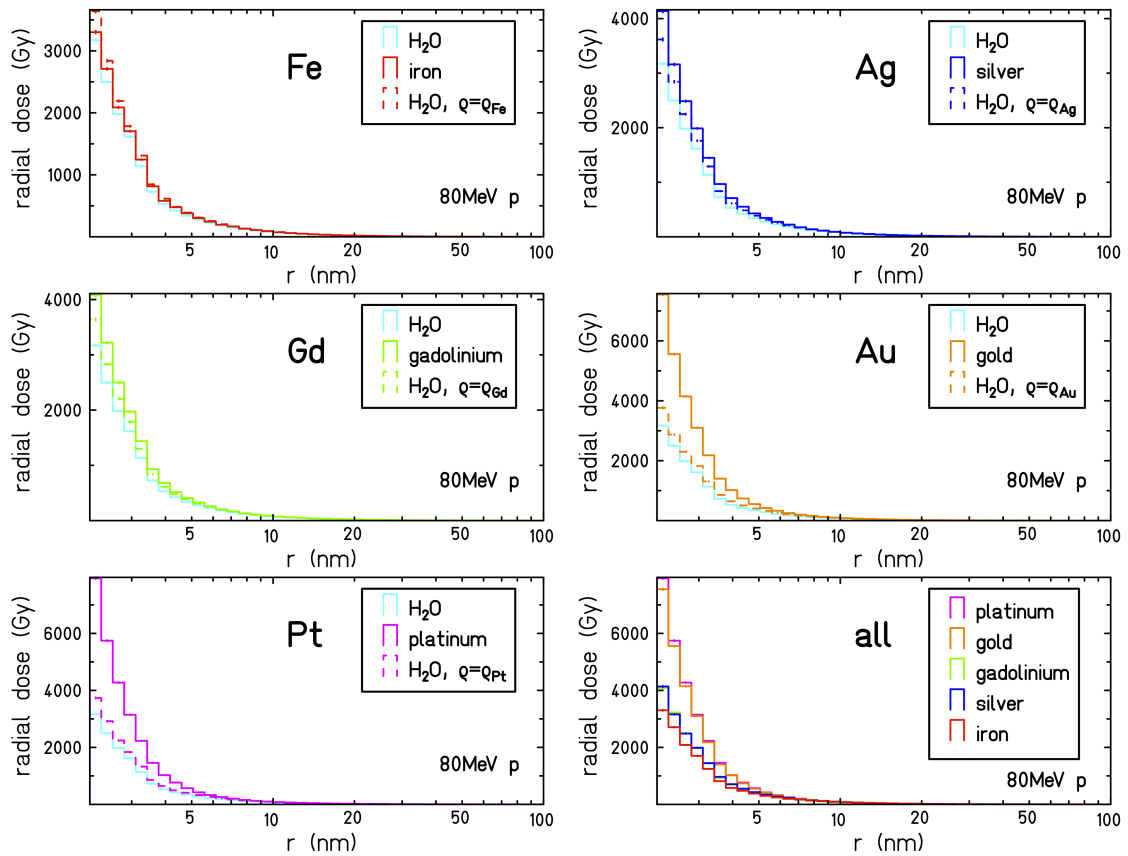 radial dose (Gy)
3000
2000
1000
Fe
H₂O
iron
H₂O, ϱ=ϱFe
80MeV p
5 10 20 50 100
r (nm)
radial dose (Gy)
4000
2000
Ag
H₂O
silver
H₂O, ϱ=ϱAg
80MeV p
5 10 20 50 100
r (nm)
radial dose (Gy)
4000
2000
Gd
H₂O
gadolinium
H₂O, ϱ=ϱGd
80MeV p
5 10 20 50 100
r (nm)
radial dose (Gy)
6000
4000
2000
Au
H₂O
gold
H₂O, ϱ=ϱAu
80MeV p
5 10 20 50 100
r (nm)
radial dose (Gy)
6000
4000
2000
Pt
H₂O
platinum
H₂O, ϱ=ϱPt
80MeV p
5 10 20 50 100
r (nm)
radial dose (Gy)
6000
4000
2000
all
platinum
gold
gadolinium
silver
iron
80MeV p
5 10 20 50 100
r (nm)